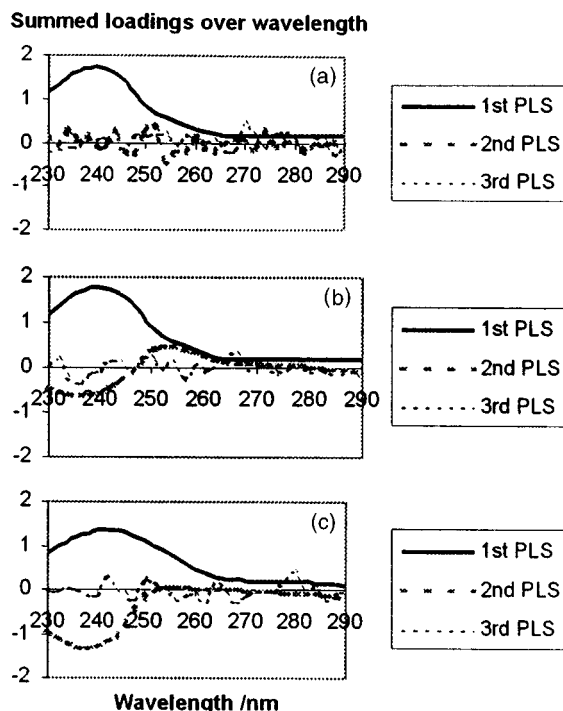 Summed loadings over wavelength
2
1
0
-1
-2
230 240 250 260 270 280 290
(a)
1st PLS
2nd PLS
3rd PLS
2
1
0
-1
-2
230 240 250 260 270 280 290
(b)
1st PLS
2nd PLS
3rd PLS
2
1
0
-1
-2
230 240 250 260 270 280 290
(c)
1st PLS
2nd PLS
3rd PLS
Wavelength /nm